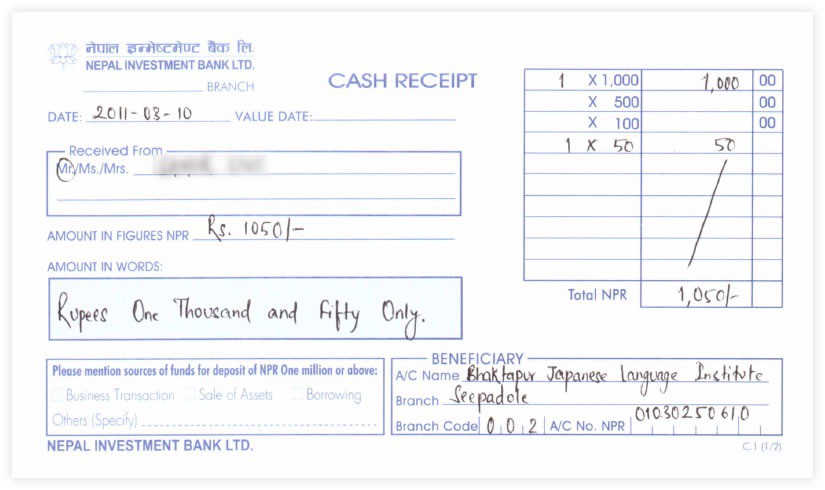 नेपाल इन्भेष्टमेण्ट बैंक लि.
NEPAL INVESTMENT BANK LTD.
BRANCH
CASH RECEIPT
DATE: 2011-03-10 VALUE DATE:
Received From
Mr/Ms./Mrs.
AMOUNT IN FIGURES NPR Rs. 1050/-
AMOUNT IN WORDS:
Rupees One Thousand and Fifty Only.
1 X 1,000 1,000 00
X 500 00
X 100 00
1 X 50 50
Total NPR 1,050/-
Please mention sources of funds for deposit of NPR One million or above:
Business Transaction Sale of Assets Borrowing
Others (Specify)
BENEFICIARY
A/C Name Bhaktapur Japanese Language Institute
Branch Seepadole
Branch Code 0 0 2 A/C No. NPR 01030250610
NEPAL INVESTMENT BANK LTD.
C.1 (1/2)